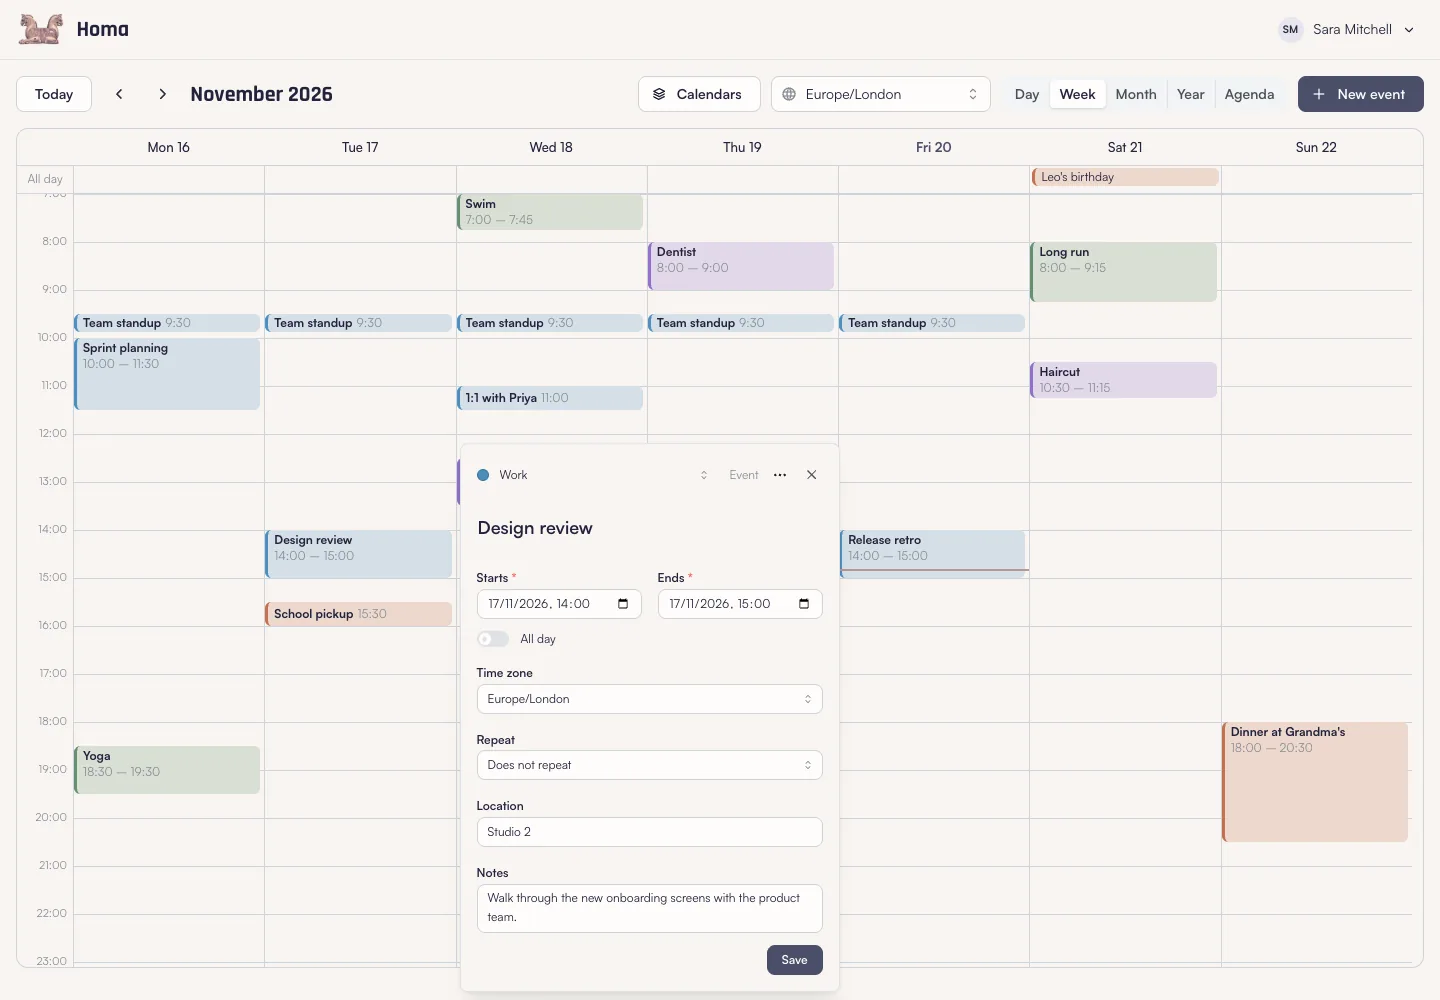 Homa
SM Sara Mitchell
Today
November 2026
Calendars
Europe/London
Day Week Month Year Agenda
New event
Mon 16 Tue 17 Wed 18 Thu 19 Fri 20 Sat 21 Sun 22
All day
Leo's birthday
7:00
Swim
7:00 — 7:45
8:00
Dentist
8:00 — 9:00
Long run
8:00 — 9:15
9:00
Team standup 9:30
Team standup 9:30
Team standup 9:30
Team standup 9:30
Team standup 9:30
10:00
Sprint planning
10:00 — 11:30
Haircut
10:30 — 11:15
11:00
1:1 with Priya 11:00
12:00
13:00
14:00
Design review
14:00 — 15:00
Release retro
14:00 — 15:00
15:00
School pickup 15:30
16:00
17:00
18:00
Dinner at Grandma's
18:00 — 20:30
Yoga
18:30 — 19:30
19:00
20:00
21:00
22:00
23:00
Work
Event
Design review
Starts *
Ends *
17/11/2026, 14:00
17/11/2026, 15:00
All day
Time zone
Europe/London
Repeat
Does not repeat
Location
Studio 2
Notes
Walk through the new onboarding screens with the product
team.
Save